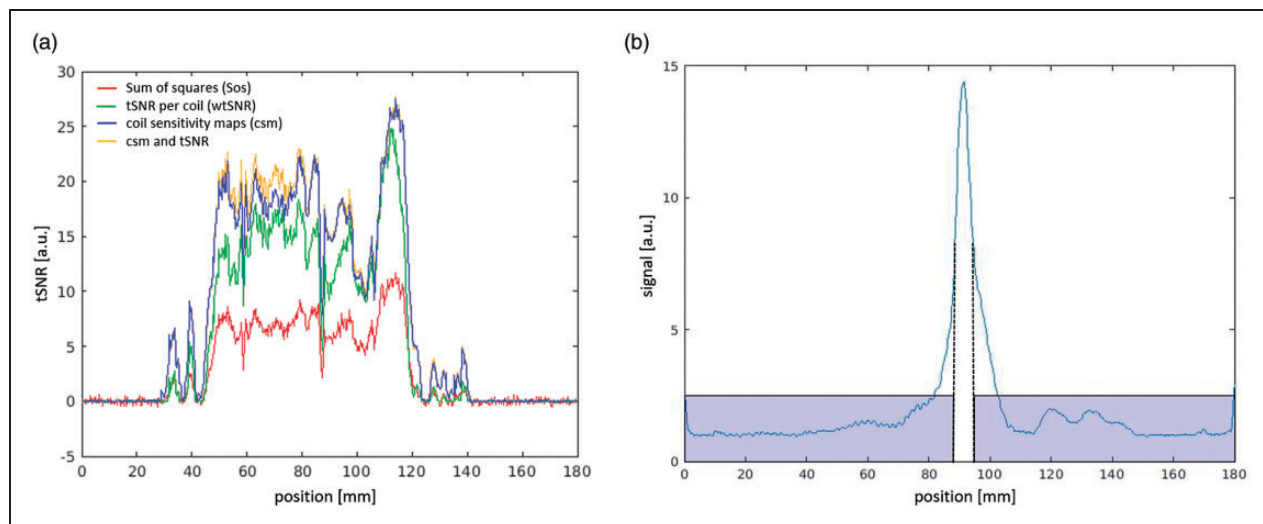 (a)
30
25
20
15
10
5
0
-5
tSNR [a.u.]
Sum of squares (Sos)
tSNR per coil (wtSNR)
coil sensitivity maps (csm)
csm and tSNR
0 20 40 60 80 100 120 140 160 180
position [mm]
(b)
15
10
5
0
signal [a.u.]
0 20 40 60 80 100 120 140 160 180
position [mm]